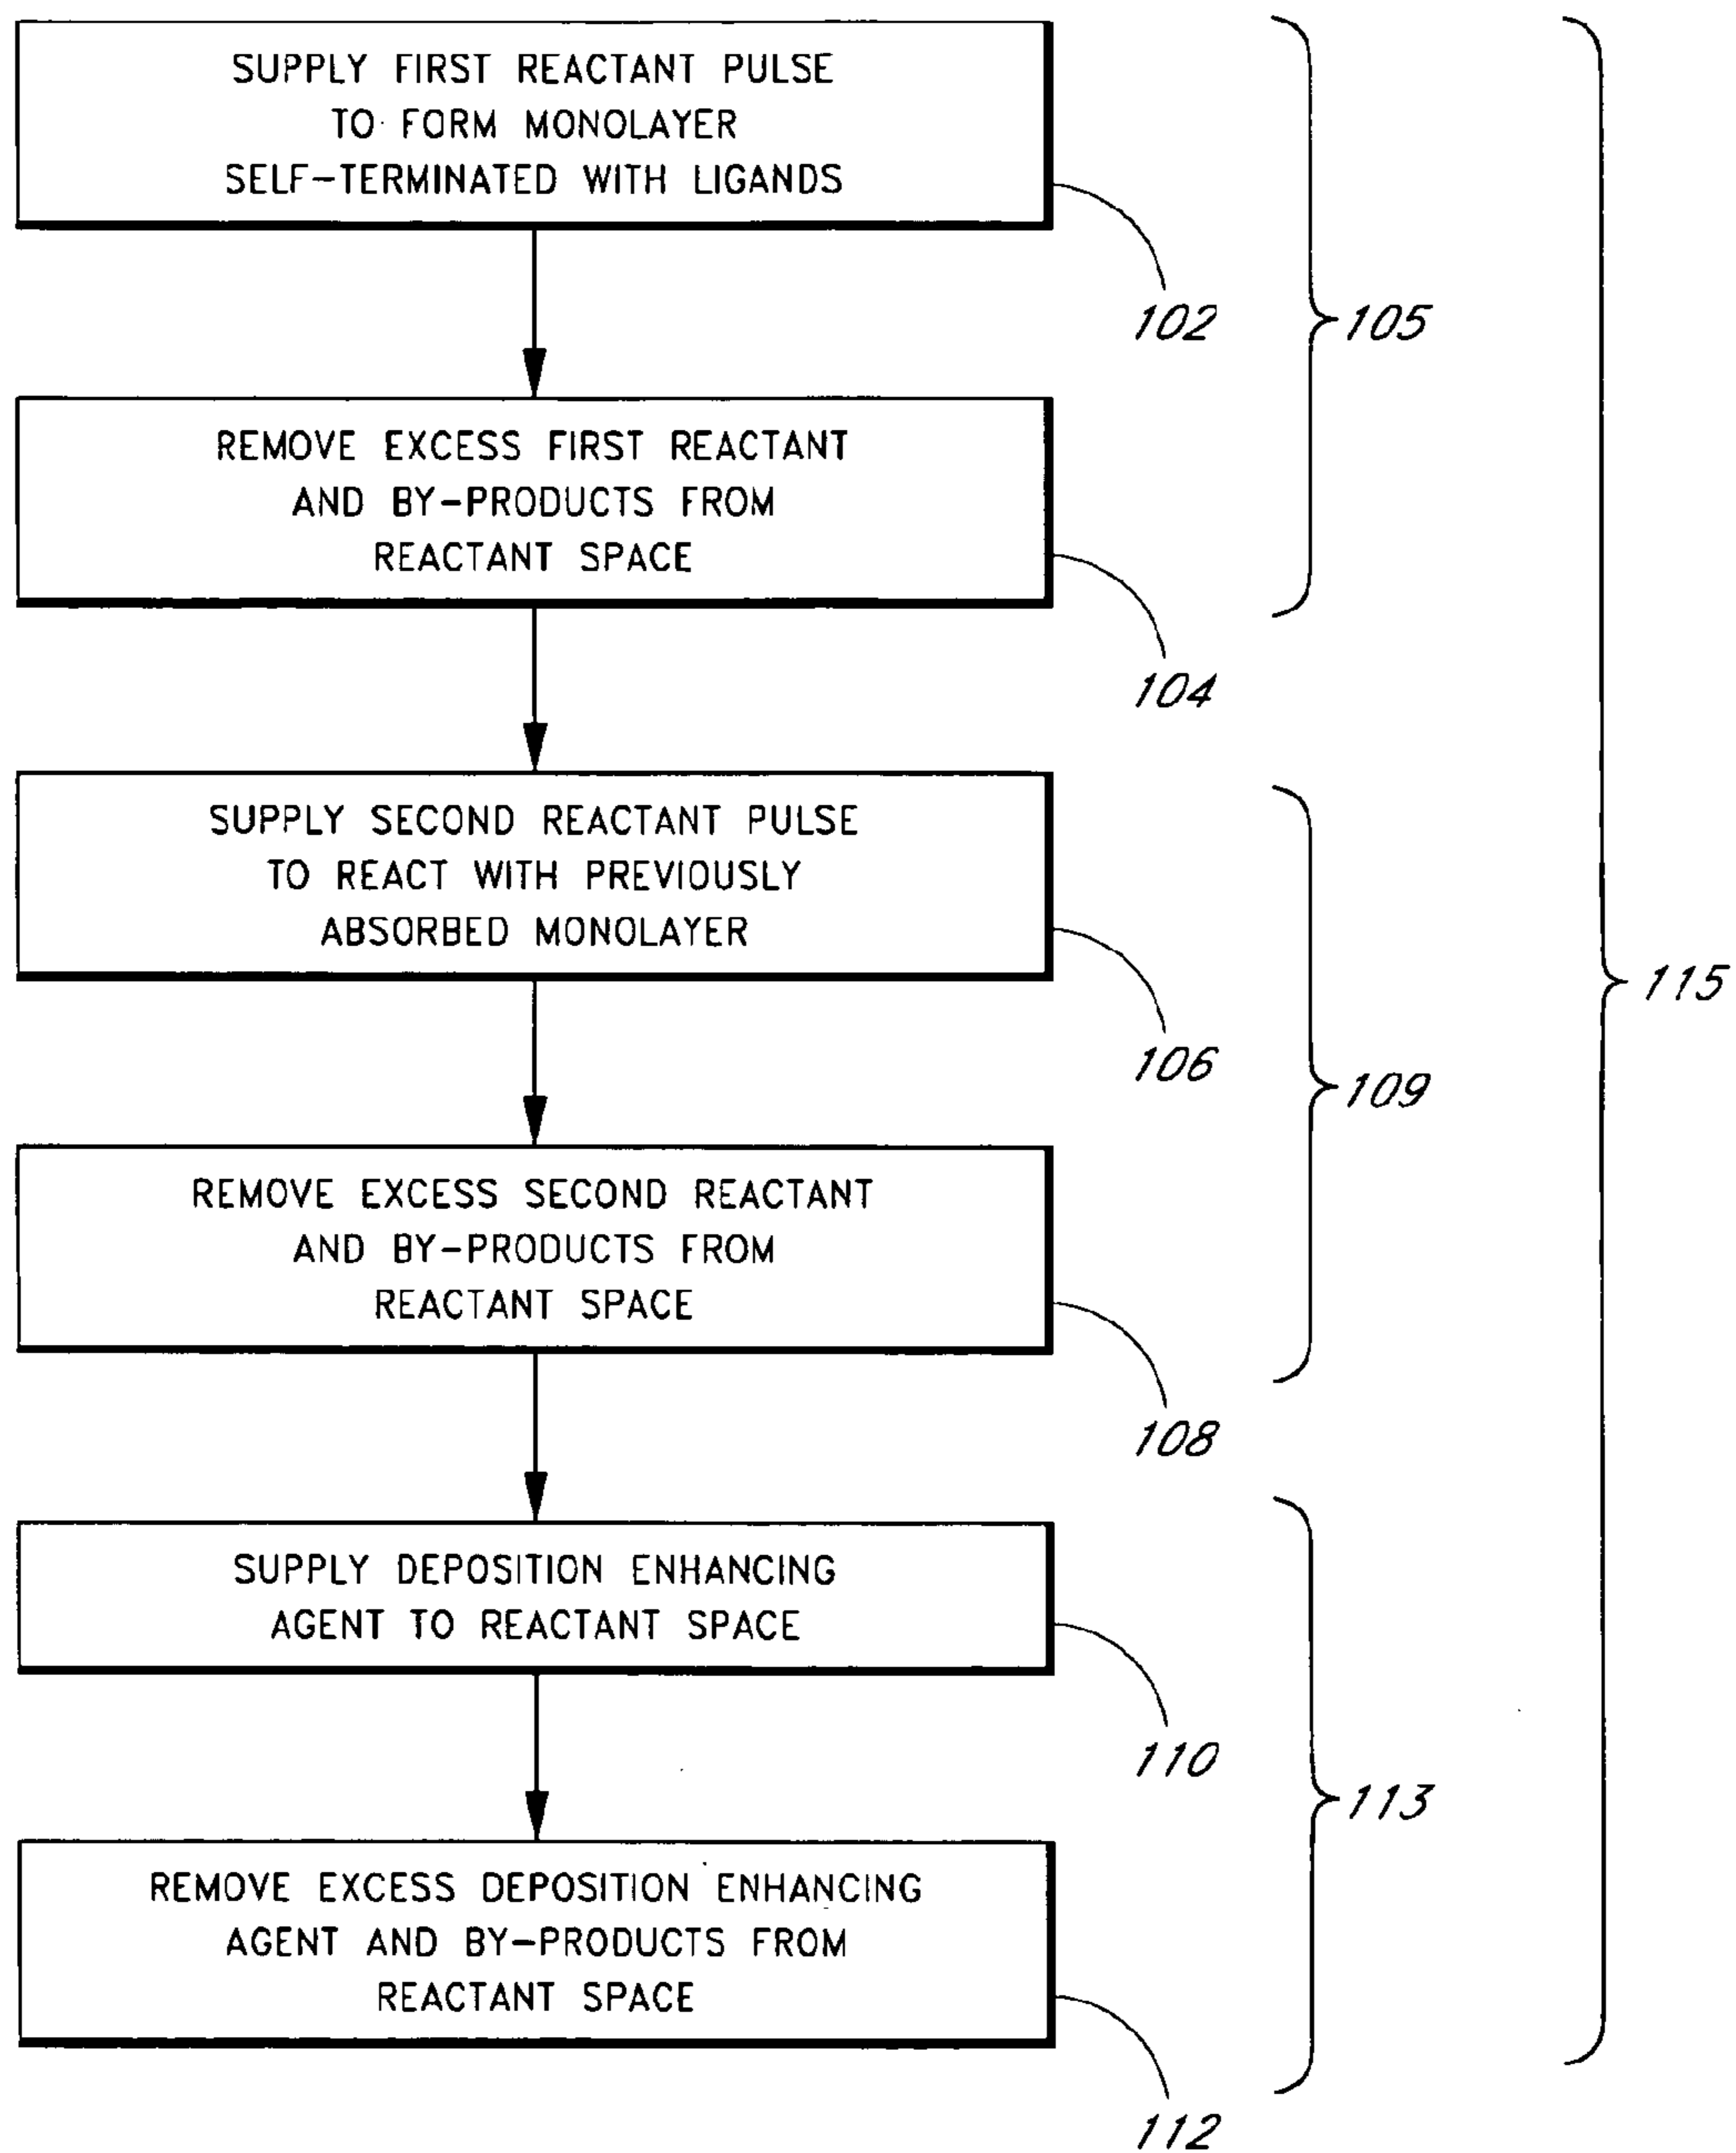 SUPPLY FIRST REACTANT PULSE
TO FORM MONOLAYER
SELF-TERMINATED WITH LIGANDS
102
105
REMOVE EXCESS FIRST REACTANT
AND BY-PRODUCTS FROM
REACTANT SPACE
104
SUPPLY SECOND REACTANT PULSE
TO REACT WITH PREVIOUSLY
ABSORBED MONOLAYER
106
109
115
REMOVE EXCESS SECOND REACTANT
AND BY-PRODUCTS FROM
REACTANT SPACE
108
SUPPLY DEPOSITION ENHANCING
AGENT TO REACTANT SPACE
110
113
REMOVE EXCESS DEPOSITION ENHANCING
AGENT AND BY-PRODUCTS FROM
REACTANT SPACE
112